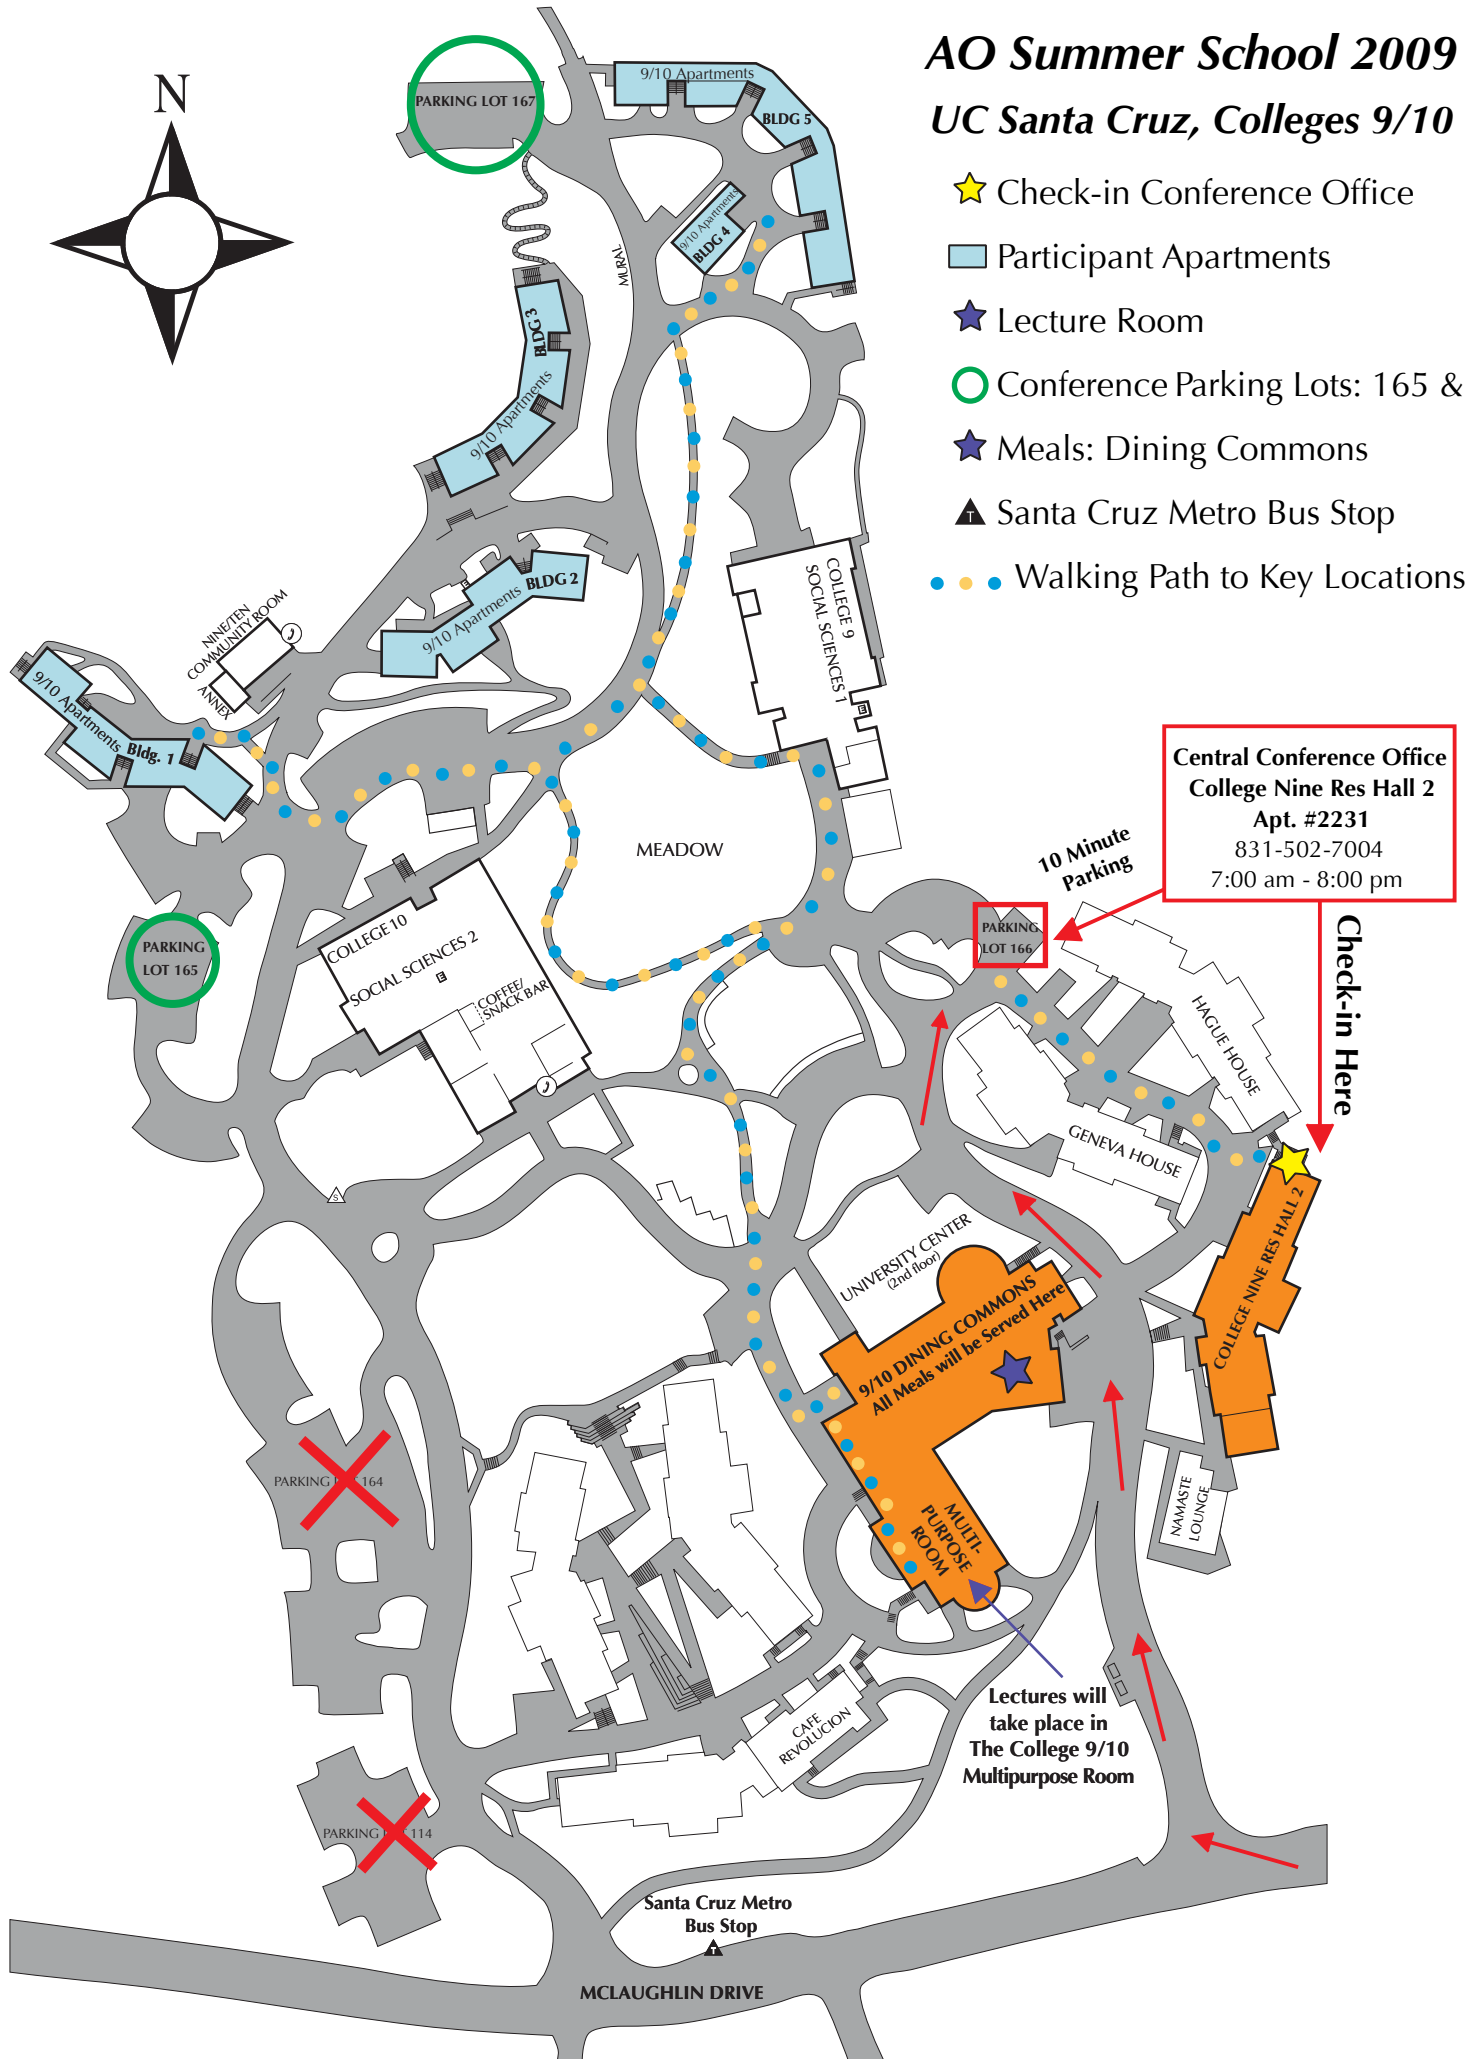 AO Summer School 2009
UC Santa Cruz, Colleges 9/10
Check-in Conference Office
Participant Apartments
Lecture Room
Conference Parking Lots: 165 &
Meals: Dining Commons
T Santa Cruz Metro Bus Stop
Walking Path to Key Locations
N
PARKING LOT 167
9/10 Apartments
BLDG 5
9/10 Apartments
BLDG 4
MURAL
BLDG 3
9/10 Apartments
BLDG 2
9/10 Apartments
E
NINE/TEN
COMMUNITY ROOM
ANNEX
9/10 Apartments
Bldg. 1
COLLEGE 9
SOCIAL SCIENCES 1
E
MEADOW
Central Conference Office
College Nine Res Hall 2
Apt. #2231
831-502-7004
7:00 am - 8:00 pm
10 Minute
Parking
Check-in Here
PARKING
LOT 166
PARKING
LOT 165
COLLEGE 10
SOCIAL SCIENCES 2
E
COFFEE/
SNACK BAR
HAGUE HOUSE
GENEVA HOUSE
S
COLLEGE NINE RES HALL 2
UNIVERSITY CENTER
(2nd floor)
9/10 DINING COMMONS
All Meals will be Served Here
MULTI-
PURPOSE
ROOM
NAMASTE
LOUNGE
PARKING LOT 164
Lectures will
take place in
The College 9/10
Multipurpose Room
CAFE
REVOLUCION
PARKING LOT 114
Santa Cruz Metro
Bus Stop
T
MCLAUGHLIN DRIVE